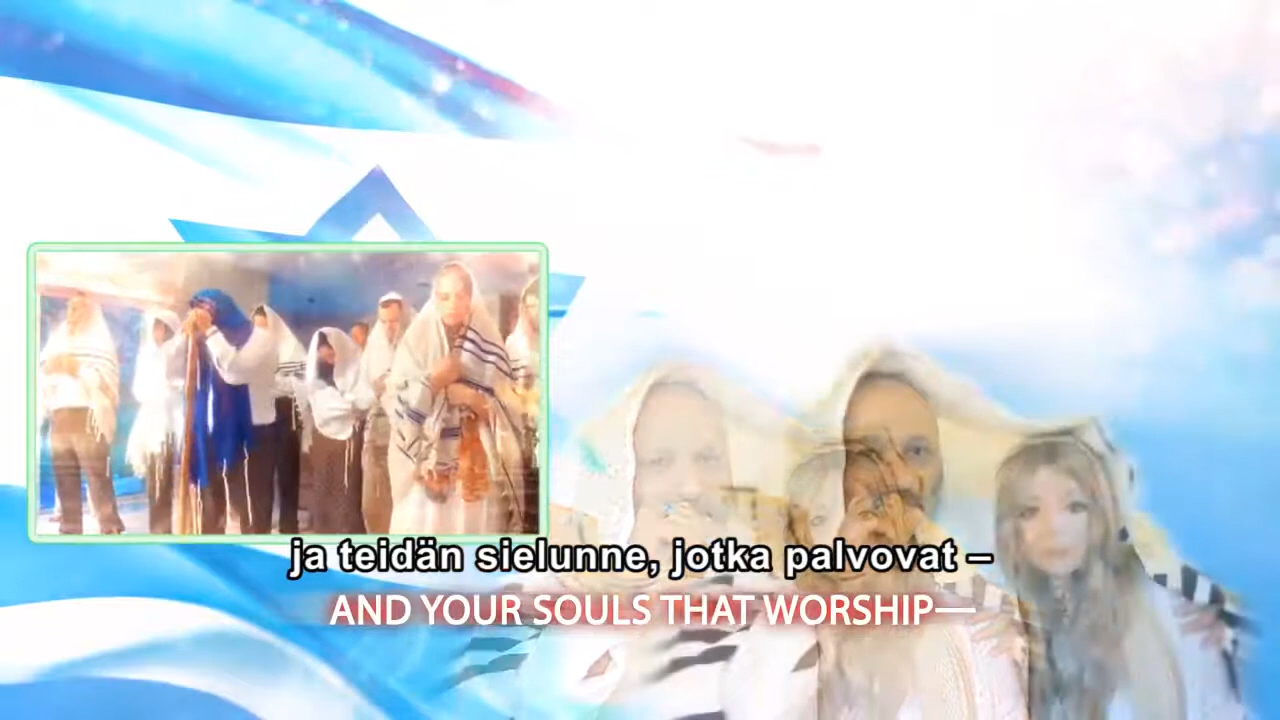 ja teidän sielunne, jotka palvovat –
AND YOUR SOULS THAT WORSHIP—